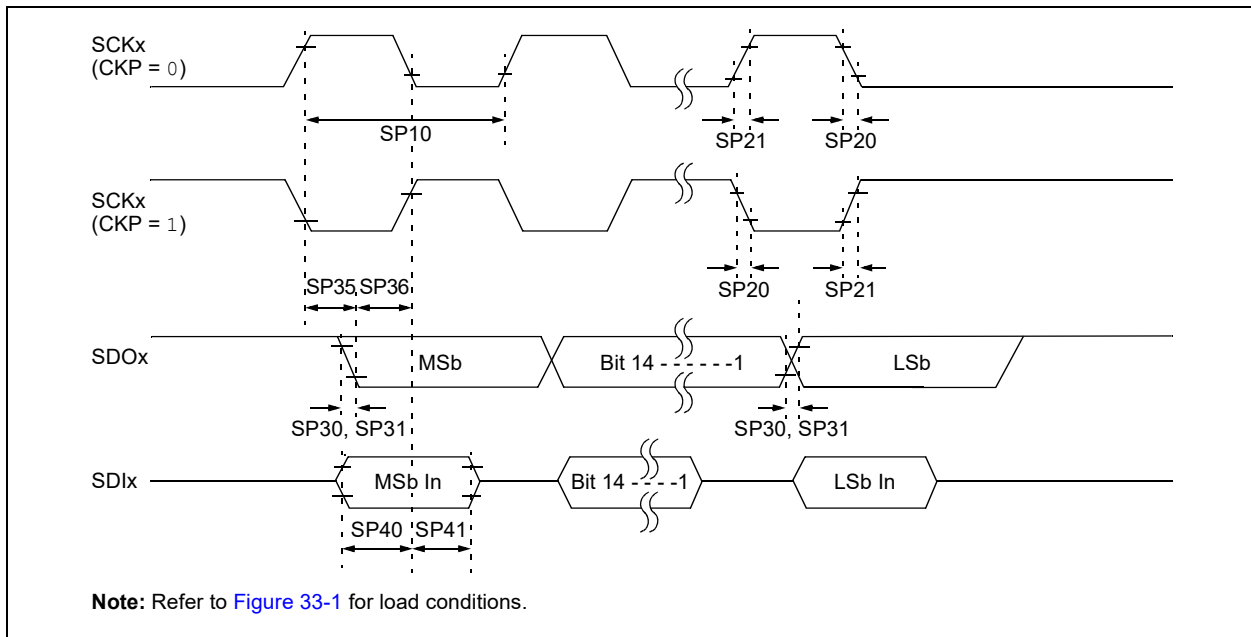 SCKx
(CKP = 0)
SP10
SP21
SP20
SCKx
(CKP = 1)
SP35
SP36
SP20
SP21
SDOx
MSb
Bit 14 - - - - - -1
LSb
SP30, SP31
SP30, SP31
SDIx
MSb In
Bit 14 - - - -1
LSb In
SP40
SP41
Note: Refer to Figure 33-1 for load conditions.